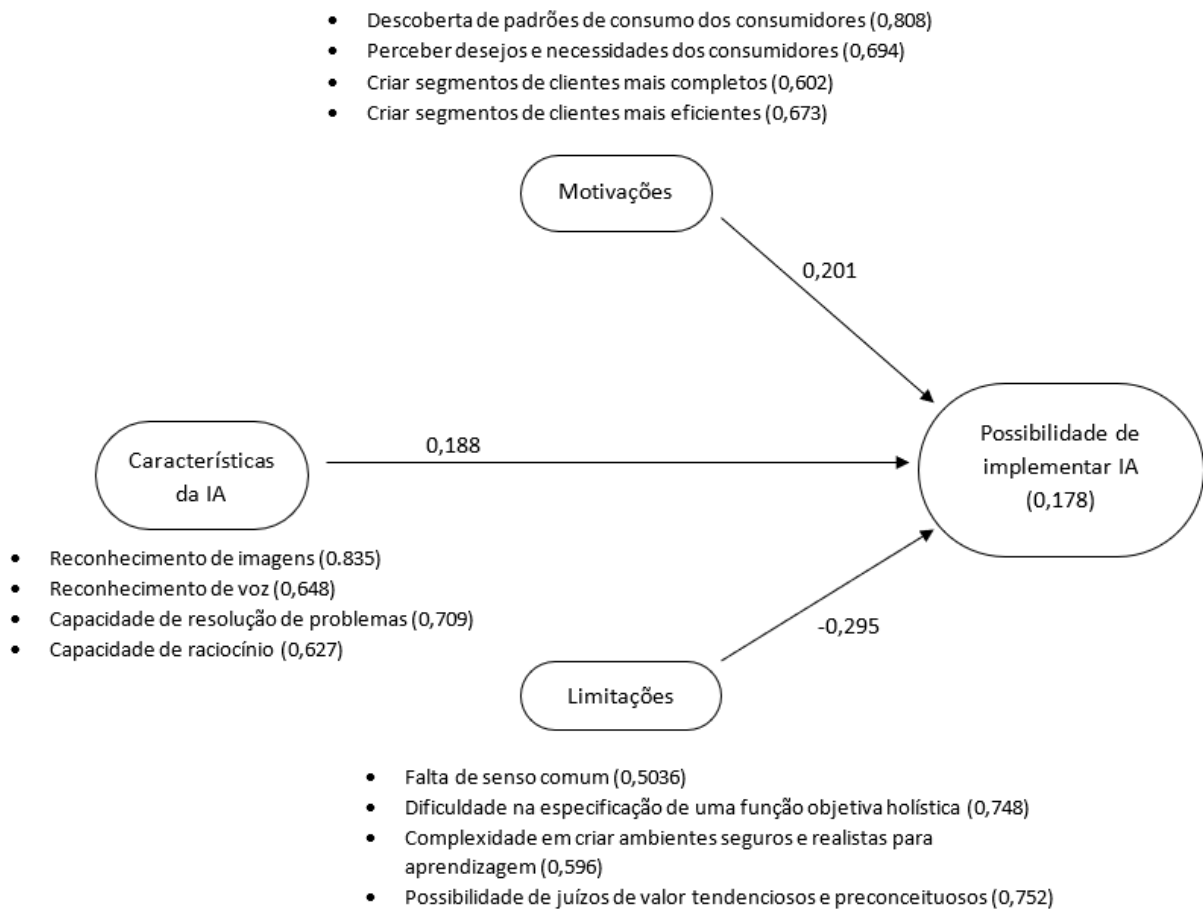 • Descoberta de padrões de consumo dos consumidores (0,808)
• Perceber desejos e necessidades dos consumidores (0,694)
• Criar segmentos de clientes mais completos (0,602)
• Criar segmentos de clientes mais eficientes (0,673)
Motivações
0,201
0,188
Características
da IA
Possibilidade de
implementar IA
(0,178)
• Reconhecimento de imagens (0.835)
• Reconhecimento de voz (0,648)
• Capacidade de resolução de problemas (0,709)
• Capacidade de raciocínio (0,627)
-0,295
Limitações
• Falta de senso comum (0,5036)
• Dificuldade na especificação de uma função objetiva holística (0,748)
• Complexidade em criar ambientes seguros e realistas para
aprendizagem (0,596)
• Possibilidade de juízos de valor tendenciosos e preconceituosos (0,752)